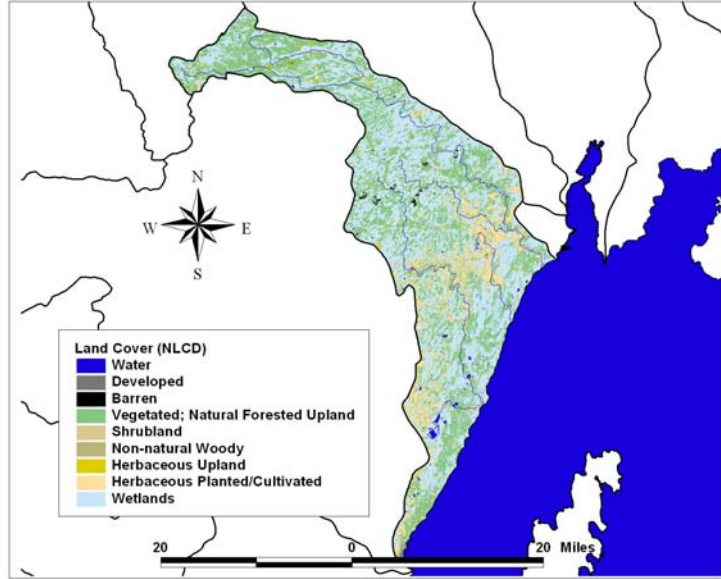 N
W E
S
Land Cover (NLCD)
Water
Developed
Barren
Vegetated; Natural Forested Upland
Shrubland
Non-natural Woody
Herbaceous Upland
Herbaceous Planted/Cultivated
Wetlands
20 0 20 Miles